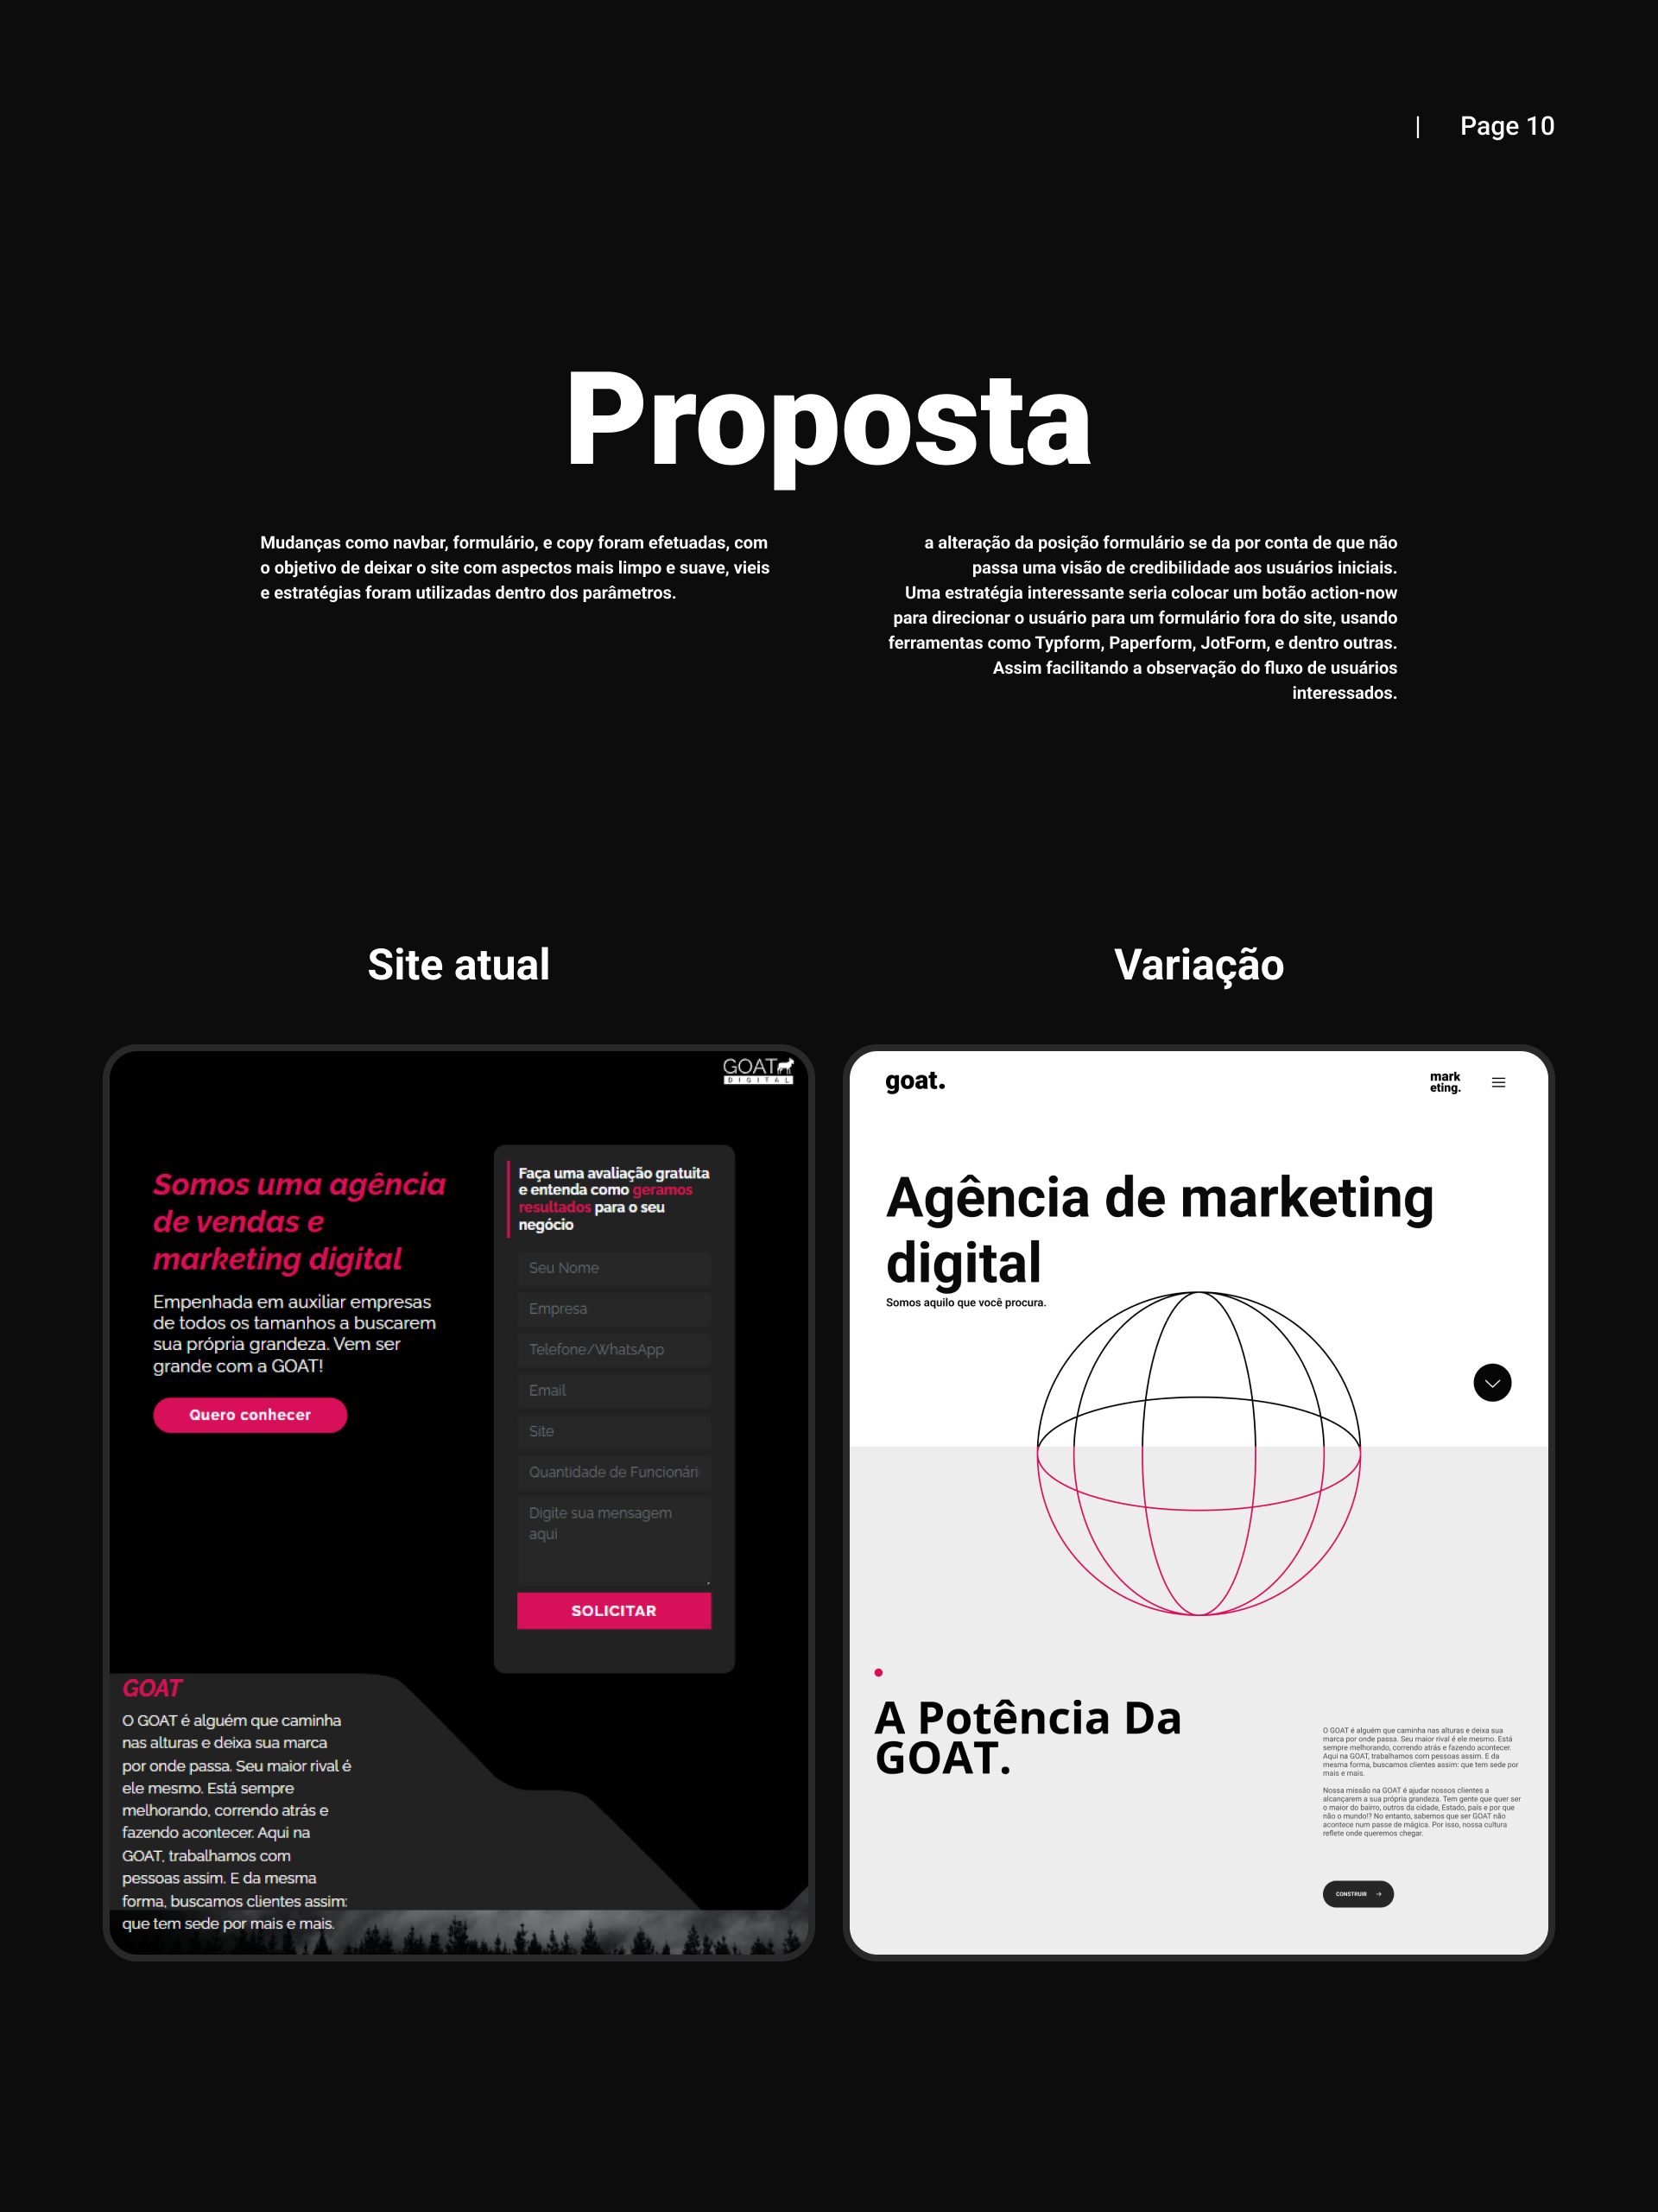 | Page 10
Proposta
Mudanças como navbar, formulário, e copy foram efetuadas, com
o objetivo de deixar o site com aspectos mais limpo e suave, vieis
e estratégias foram utilizadas dentro dos parâmetros.
a alteração da posição formulário se da por conta de que não
passa uma visão de credibilidade aos usuários iniciais.
Uma estratégia interessante seria colocar um botão action-now
para direcionar o usuário para um formulário fora do site, usando
ferramentas como Typform, Paperform, JotForm, e dentro outras.
Assim facilitando a observação do fluxo de usuários
interessados.
Site atual
GOAT
DIGITAL
Somos uma agência
de vendas e
marketing digital
Empenhada em auxiliar empresas
de todos os tamanhos a buscarem
sua própria grandeza. Vem ser
grande com a GOAT!
Quero conhecer
Faça uma avaliação gratuita
e entenda como geramos
resultados para o seu
negócio
Seu Nome
Empresa
Telefone/WhatsApp
Email
Site
Quantidade de Funcionári
Digite sua mensagem
aqui
SOLICITAR
GOAT
O GOAT é alguém que caminha
nas alturas e deixa sua marca
por onde passa. Seu maior rival é
ele mesmo. Está sempre
melhorando, correndo atrás e
fazendo acontecer. Aqui na
GOAT, trabalhamos com
pessoas assim. E da mesma
forma, buscamos clientes assim:
que tem sede por mais e mais.
Variação
goat.
mark
eting.
Agência de marketing
digital
Somos aquilo que você procura.
A Potência Da
GOAT.
O GOAT é alguém que caminha nas alturas e deixa sua
marca por onde passa. Seu maior rival é ele mesmo. Está
sempre melhorando, correndo atrás e fazendo acontecer.
Aqui na GOAT, trabalhamos com pessoas assim. E da
mesma forma, buscamos clientes assim: que tem sede por
mais e mais.
Nossa missão na GOAT é ajudar nossos clientes a
alcançarem a sua própria grandeza. Tem gente que quer ser
o maior do bairro, outros da cidade, Estado, país e por que
não o mundo!? No entanto, sabemos que ser GOAT não
acontece num passe de mágica. Por isso, nossa cultura
reflete onde queremos chegar.
CONSTRUIR